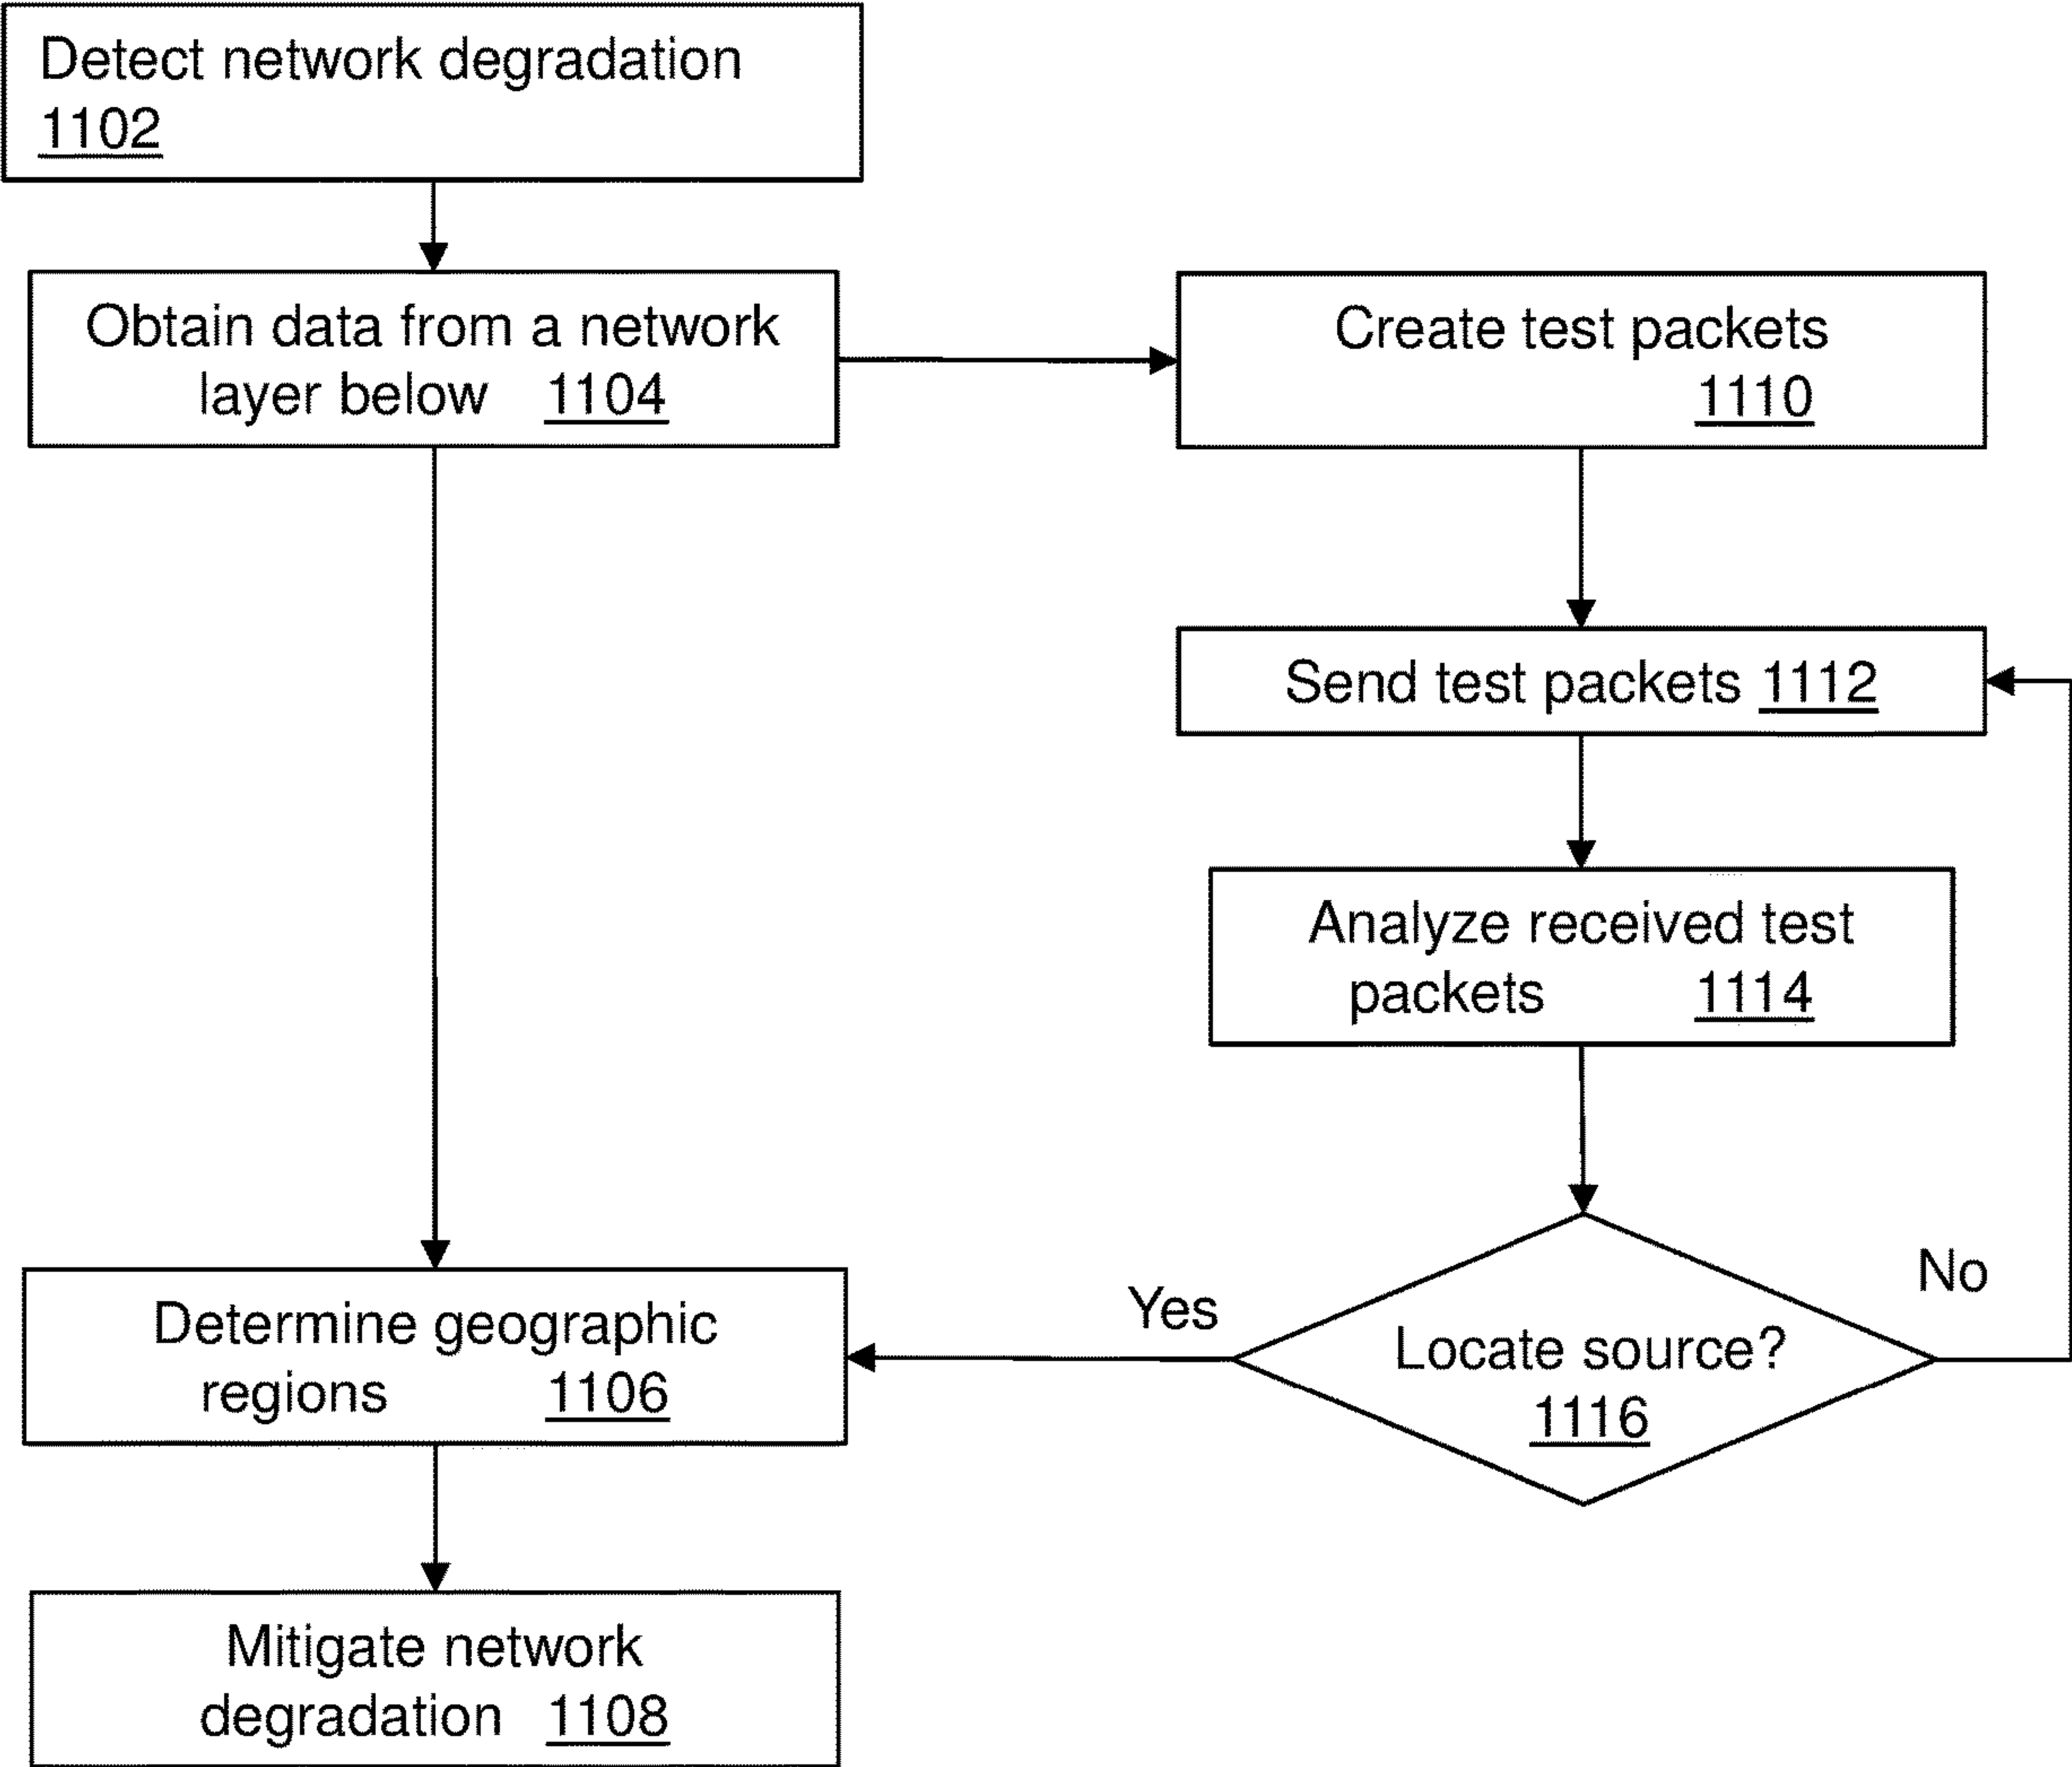 Detect network degradation
1102
Obtain data from a network
layer below 1104
Create test packets
1110
Send test packets 1112
Analyze received test
packets 1114
Locate source?
1116
Yes
No
Determine geographic
regions 1106
Mitigate network
degradation 1108